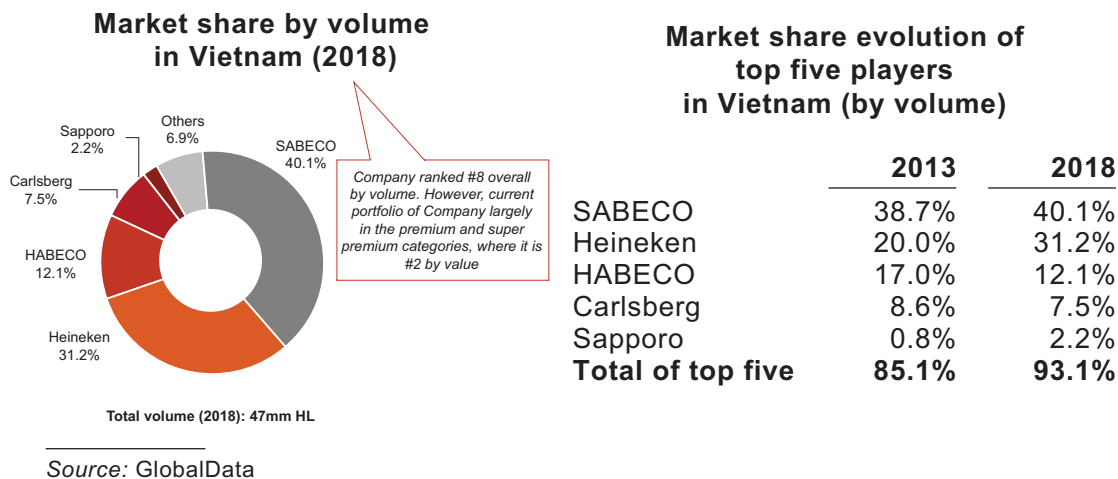 Market share by volume
in Vietnam (2018)
Others
6.9%
Sapporo
2.2%
SABECO
40.1%
Carlsberg
7.5%
HABECO
12.1%
Heineken
31.2%
Company ranked #8 overall
by volume. However, current
portfolio of Company largely
in the premium and super
premium categories, where it is
#2 by value
Total volume (2018): 47mm HL
Source: GlobalData
Market share evolution of
top five players
in Vietnam (by volume)
2013 2018
SABECO 38.7% 40.1%
Heineken 20.0% 31.2%
HABECO 17.0% 12.1%
Carlsberg 8.6% 7.5%
Sapporo 0.8% 2.2%
Total of top five 85.1% 93.1%